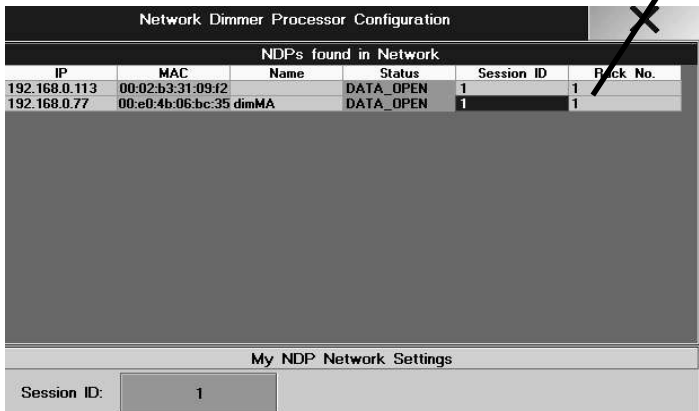 Network Dimmer Processor Configuration
NDPs found in Network
IP MAC Name Status Session ID Rack No.
192.168.0.113 00:02:b3:31:09:f2 DATA_OPEN 1 1
192.168.0.77 00:e0:4b:06:bc:35 dimMA DATA_OPEN 1 1
My NDP Network Settings
Session ID: 1